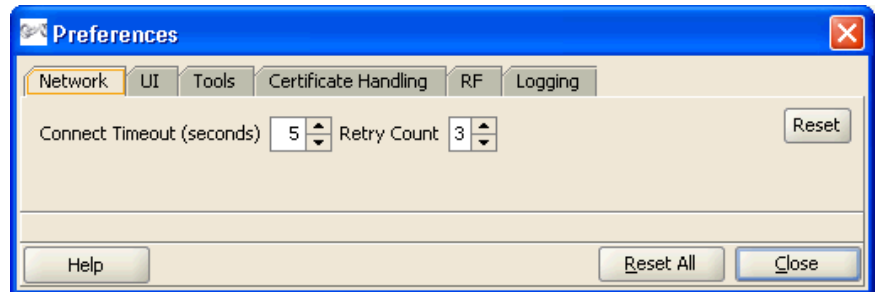 Preferences
Network UI Tools Certificate Handling RF Logging
Connect Timeout (seconds) 5 Retry Count 3 Reset
Help Reset All Close